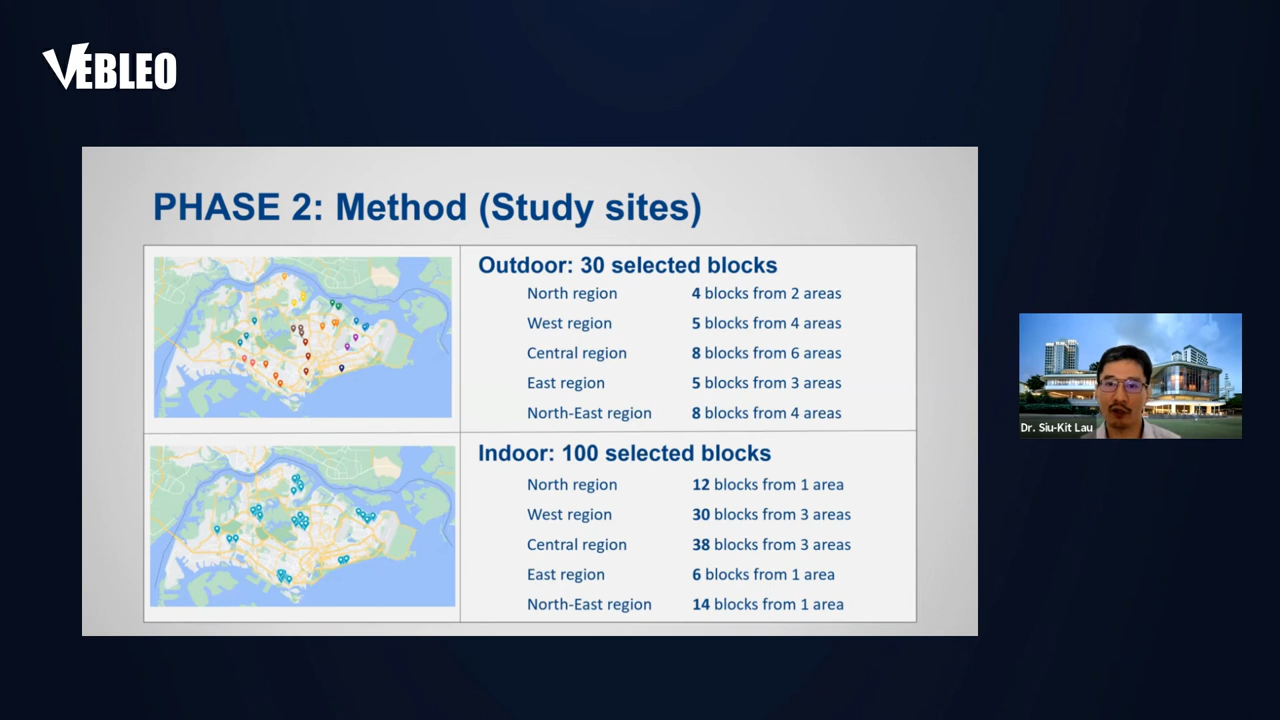 VEBLEO
PHASE 2: Method (Study sites)
Outdoor: 30 selected blocks
North region 4 blocks from 2 areas
West region 5 blocks from 4 areas
Central region 8 blocks from 6 areas
East region 5 blocks from 3 areas
North-East region 8 blocks from 4 areas
Indoor: 100 selected blocks
North region 12 blocks from 1 area
West region 30 blocks from 3 areas
Central region 38 blocks from 3 areas
East region 6 blocks from 1 area
North-East region 14 blocks from 1 area
Dr. Siu-Kit Lau